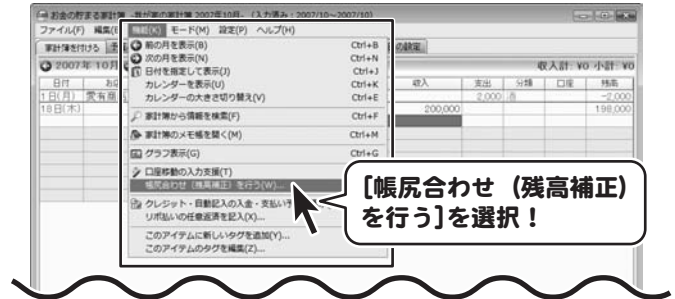 お金の貯まる家計簿 -我が家の家計簿 2007年10月- (入力済み:2007/10～2007/10)
ファイル(F) 編集(E) 機能(K) モード(M) 設定(P) ヘルプ(H)
家計簿を付ける の設定
2007年 10月 収入計: ¥0 小計: ¥0
日付 収入 支出 分類 口座 残高
1日(月) 2,000 -2,000
18日(木) 200,000 198,000
前の月を表示(B) Ctrl+B
次の月を表示(N) Ctrl+N
日付を指定して表示(J) Ctrl+J
カレンダーを表示(U) Ctrl+U
カレンダーの大きさ切り替え(V) Ctrl+E
家計簿から情報を検索(F) Ctrl+F
家計簿のメモ帳を開く(M) Ctrl+M
グラフ表示(G) Ctrl+G
口座移動の入力支援(T)
帳尻合わせ (残高補正) を行う(W)...
クレジット・自動記入の入金・支払い予
リボ払いの任意返済を記入(X)...
このアイテムに新しいタグを追加(Y)...
このアイテムのタグを編集(Z)...
[帳尻合わせ (残高補正)
を行う]を選択！